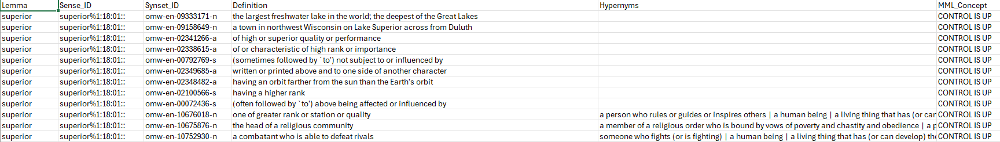 Lemma Sense_ID Synset_ID Definition Hypernyms MML_Concept
superior superior%1:18:01:: omw-en-09333171-n the largest freshwater lake in the world; the deepest of the Great Lakes CONTROL IS UP
superior superior%1:18:01:: omw-en-09158649-n a town in northwest Wisconsin on Lake Superior across from Duluth CONTROL IS UP
superior superior%1:18:01:: omw-en-02341266-a of high or superior quality or performance CONTROL IS UP
superior superior%1:18:01:: omw-en-02338615-a of or characteristic of high rank or importance CONTROL IS UP
superior superior%1:18:01:: omw-en-00792769-s (sometimes followed by `to') not subject to or influenced by CONTROL IS UP
superior superior%1:18:01:: omw-en-02349685-a written or printed above and to one side of another character CONTROL IS UP
superior superior%1:18:01:: omw-en-02348482-a having an orbit farther from the sun than the Earth's orbit CONTROL IS UP
superior superior%1:18:01:: omw-en-02100566-s having a higher rank CONTROL IS UP
superior superior%1:18:01:: omw-en-00072436-s (often followed by `to') above being affected or influenced by CONTROL IS UP
superior superior%1:18:01:: omw-en-10676018-n one of greater rank or station or quality a person who rules or guides or inspires others | a human being | a living thing that has (or can CONTROL IS UP
superior superior%1:18:01:: omw-en-10675876-n the head of a religious community a member of a religious order who is bound by vows of poverty and chastity and obedience | a p CONTROL IS UP
superior superior%1:18:01:: omw-en-10752930-n a combatant who is able to defeat rivals someone who fights (or is fighting) | a human being | a living thing that has (or can develop) the CONTROL IS UP